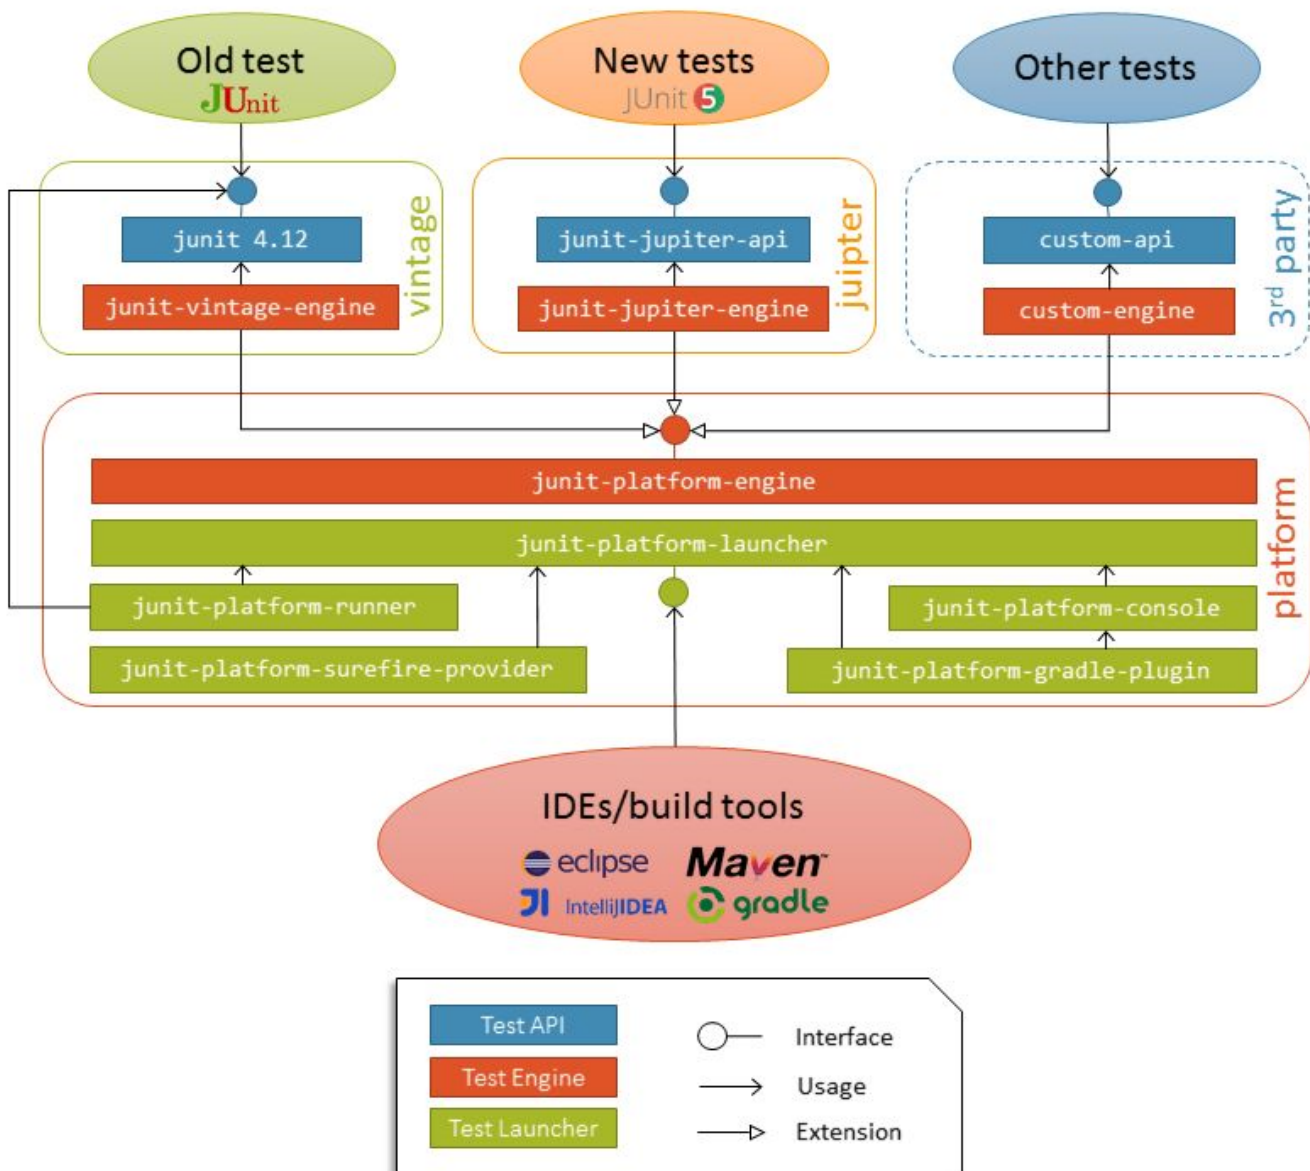 Old test
JUnit
New tests
JUnit 5
Other tests
junit 4.12
junit-vintage-engine
vintage
junit-jupiter-api
junit-jupiter-engine
juipter
custom-api
custom-engine
3rd party
junit-platform-engine
junit-platform-launcher
junit-platform-runner
junit-platform-console
junit-platform-surefire-provider
junit-platform-gradle-plugin
platform
IDEs/build tools
eclipse
Maven™
JI IntelliJIDEA
gradle
Test API
Interface
Test Engine
Usage
Test Launcher
Extension